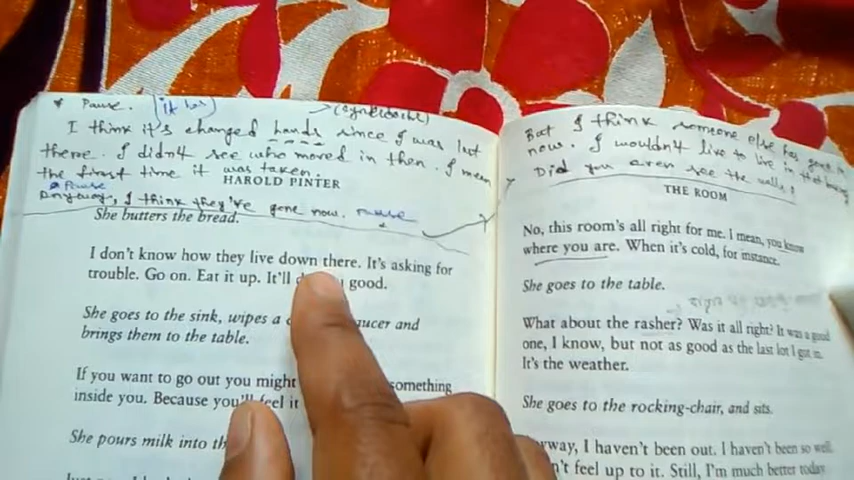 * Pause. (it has)
→ (synecdoche)
I think it's changed hands since I was last
there. I didn't see who moved in then. I mean
the first time it was taken.
Pause
HAROLD PINTER
Anyway, I think they've gone now. Pause
She butters the bread.
I don't know how they live down there. It's asking for
trouble. Go on. Eat it up. It'll do you good.
She goes to the sink, wipes a saucer and
brings them to the table.
If you want to go out you might something
inside you. Because you'll feel it
She pours milk into th
But I think someone else has gone in
now. I wouldn't like to live in that
Did you ever see the walls?
THE ROOM
No, this room's all right for me. I mean, you know
where you are. When it's cold, for instance.
She goes to the table.
What about the rasher? Was it all right? It was a good
one, I know, but not as good as the last lot I got in.
It's the weather.
She goes to the rocking-chair, and sits.
yway, I haven't been out. I haven't been so well.
n't feel up to it. Still, I'm much better today